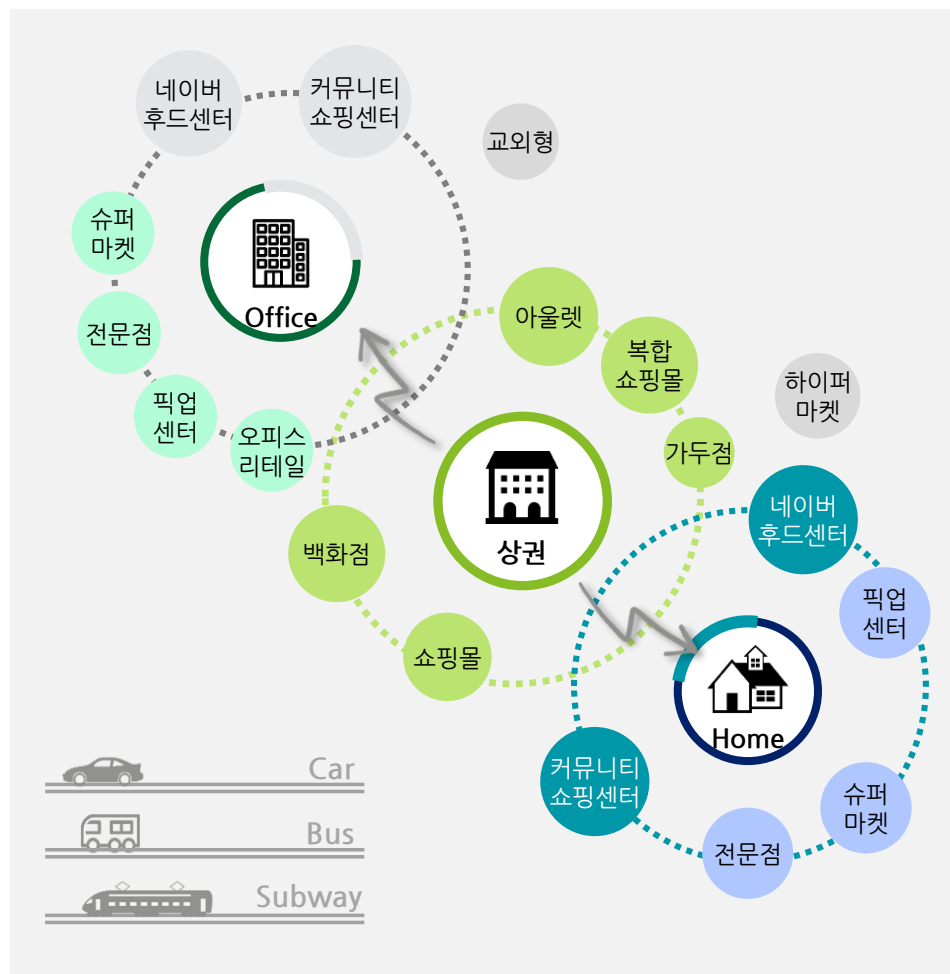 네이버
후드센터
커뮤니티
쇼핑센터
교외형
슈퍼
마켓
Office
전문점
픽업
센터
오피스
리테일
아울렛
복합
쇼핑몰
하이퍼
마켓
가두점
상권
백화점
쇼핑몰
네이버
후드센터
픽업
센터
Home
커뮤니티
쇼핑센터
슈퍼
마켓
전문점
Car
Bus
Subway